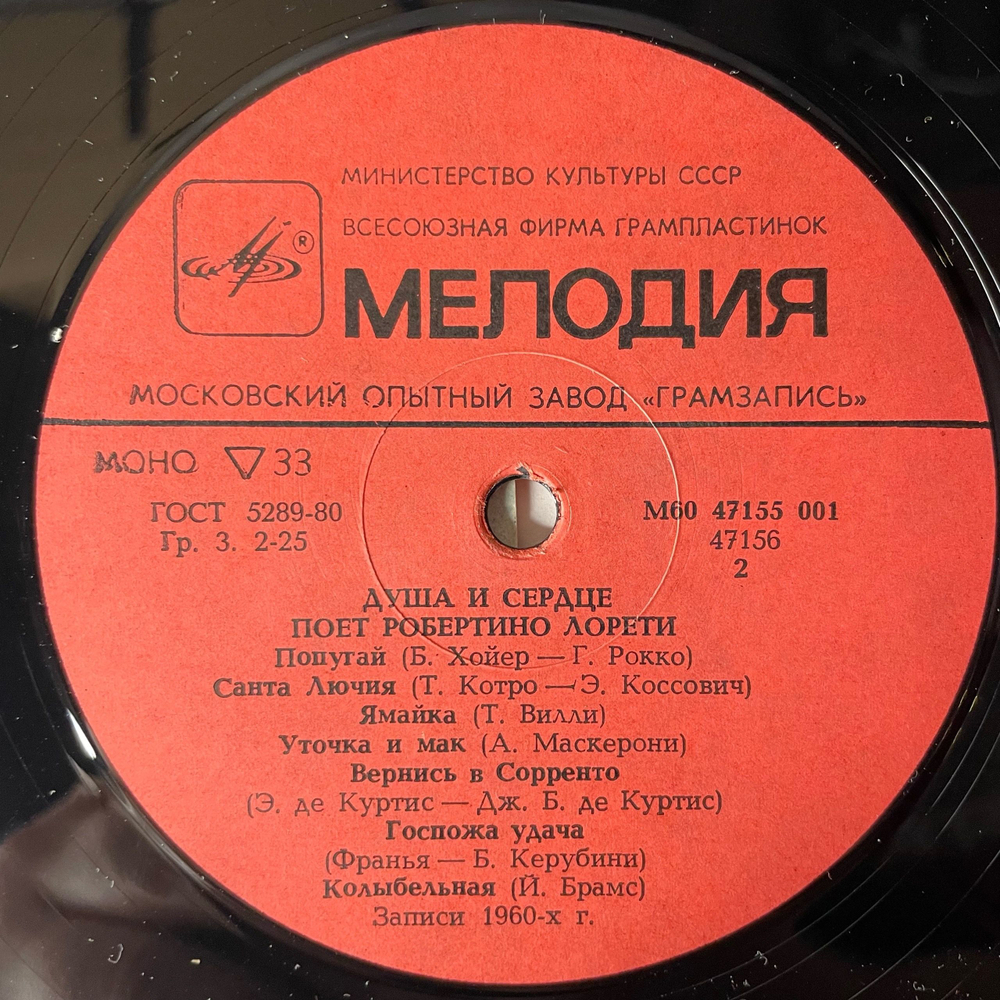 МИНИСТЕРСТВО КУЛЬТУРЫ СССР
ВСЕСОЮЗНАЯ ФИРМА ГРАМПЛАСТИНОК
®
МЕЛОДИЯ
МОСКОВСКИЙ ОПЫТНЫЙ ЗАВОД «ГРАМЗАПИСЬ»
МОНО ▽ 33
ГОСТ 5289-80
Гр. 3. 2-25
М60 47155 001
47156
2
ДУША И СЕРДЦЕ
ПОЕТ РОБЕРТИНО ЛОРЕТИ
Попугай (Б. Хойер — Г. Рокко)
Санта Лючия (Т. Котро — Э. Коссович)
Ямайка (Т. Вилли)
Уточка и мак (А. Маскерони)
Вернись в Сорренто
(Э. де Куртис — Дж. Б. де Куртис)
Госпожа удача
(Франья — Б. Керубини)
Колыбельная (Й. Брамс)
Записи 1960-х г.